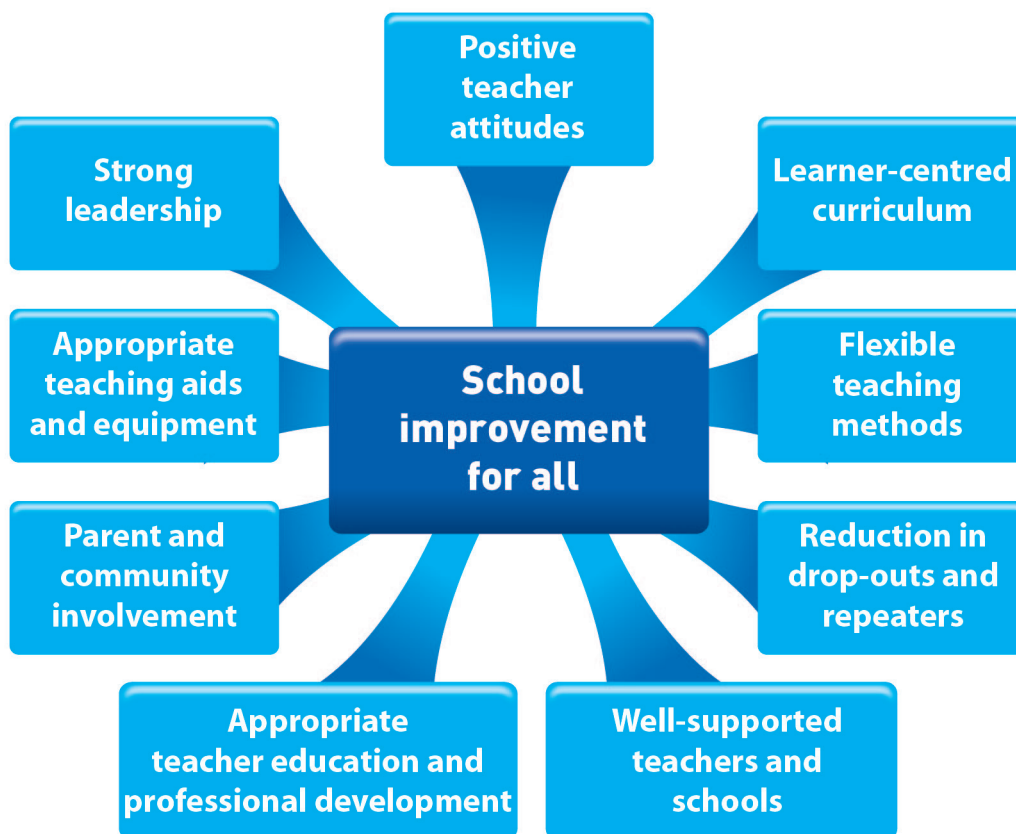 Positive
teacher
attitudes
Strong
leadership
Learner-centred
curriculum
Appropriate
teaching aids
and equipment
School
improvement
for all
Flexible
teaching
methods
Parent and
community
involvement
Reduction in
drop-outs and
repeaters
Appropriate
teacher education and
professional development
Well-supported
teachers and
schools